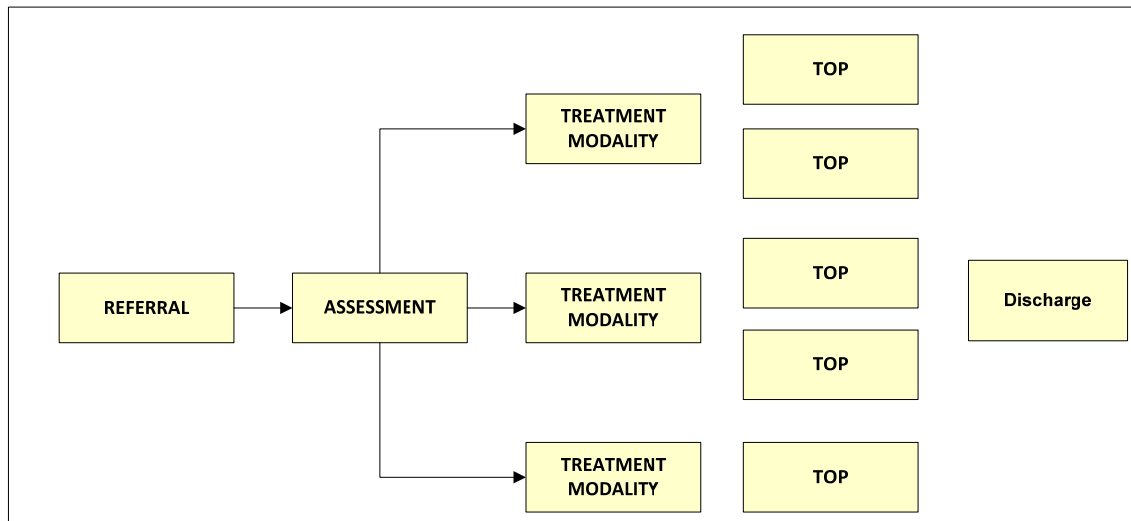 TOP
TREATMENT
MODALITY
TOP
REFERRAL
ASSESSMENT
TREATMENT
MODALITY
TOP
Discharge
TOP
TREATMENT
MODALITY
TOP